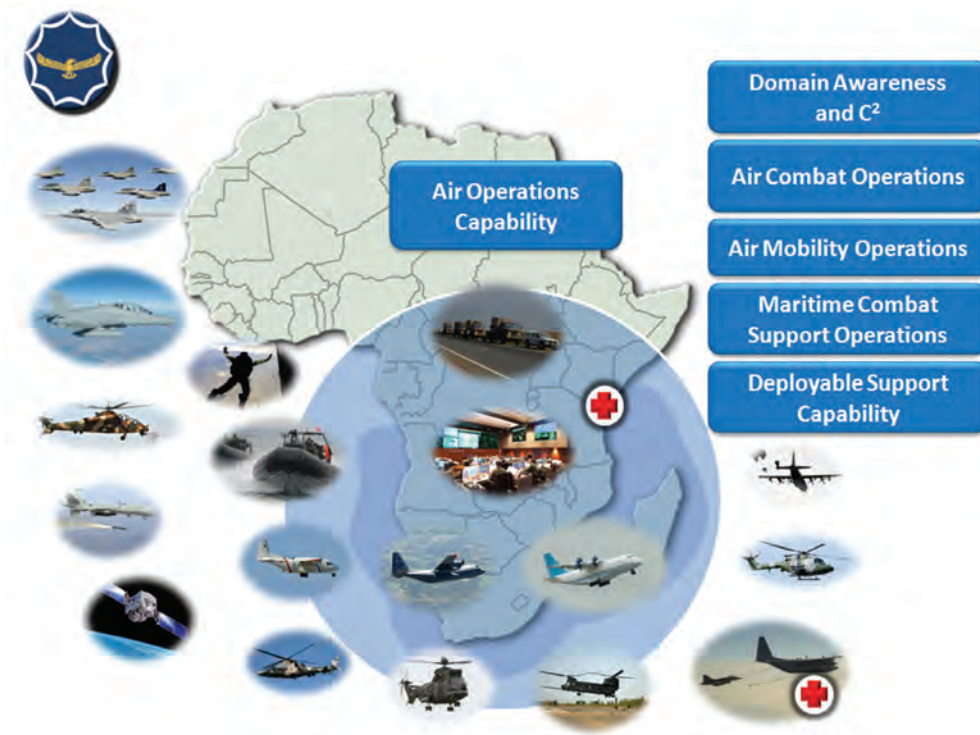 Domain Awareness
and C²
Air Operations
Capability
Air Combat Operations
Air Mobility Operations
Maritime Combat
Support Operations
Deployable Support
Capability